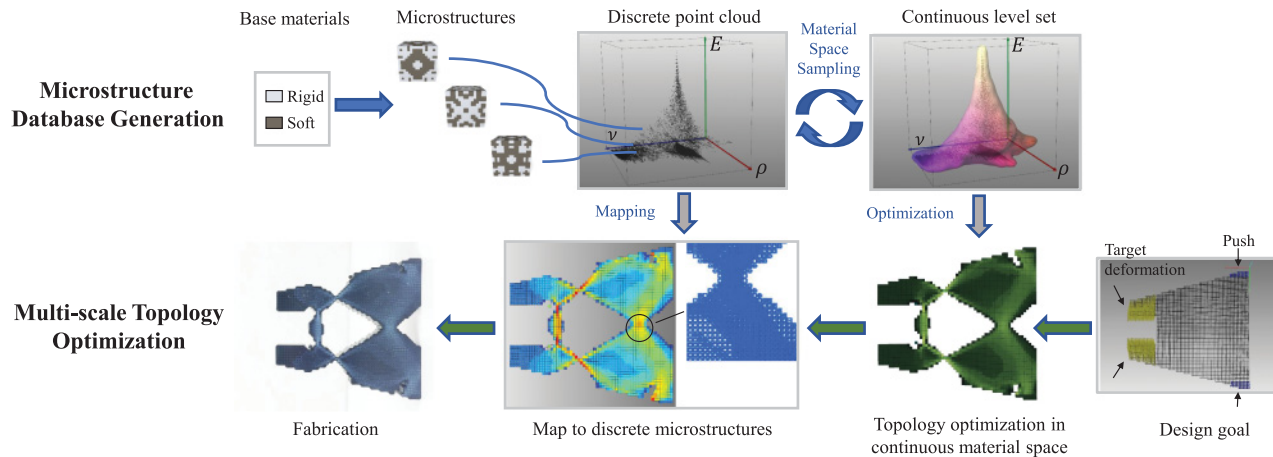 Base materials
Microstructures
Discrete point cloud
Continuous level set
Microstructure
Database Generation
Rigid
Soft
E
ν
ρ
Material
Space
Sampling
E
ν
ρ
Mapping
Optimization
Multi-scale Topology
Optimization
Target
deformation
Push
Fabrication
Map to discrete microstructures
Topology optimization in
continuous material space
Design goal